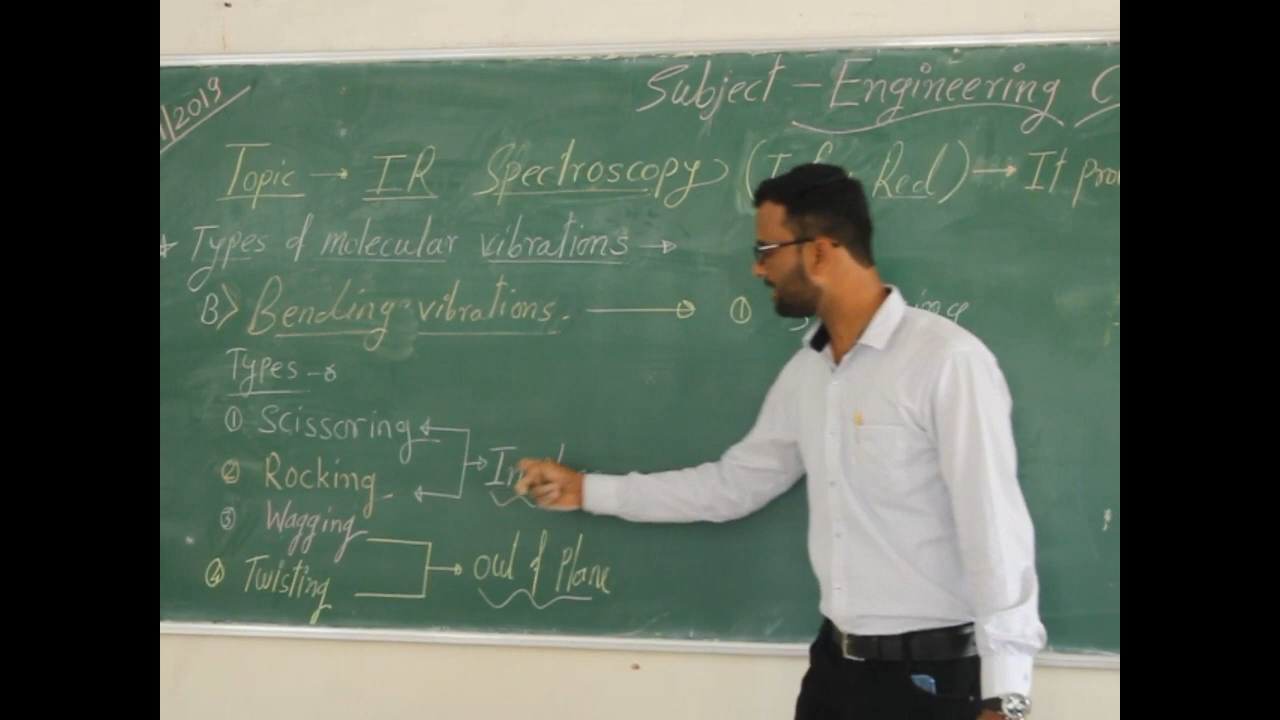 /2019
Subject - Engineering C
Topic → IR Spectroscopy ( Red) → It pro
* Types of molecular vibrations →
B> Bending vibrations. → ①
Types -
① Scissoring
② Rocking
③ Wagging
④ Twisting
out of Plane